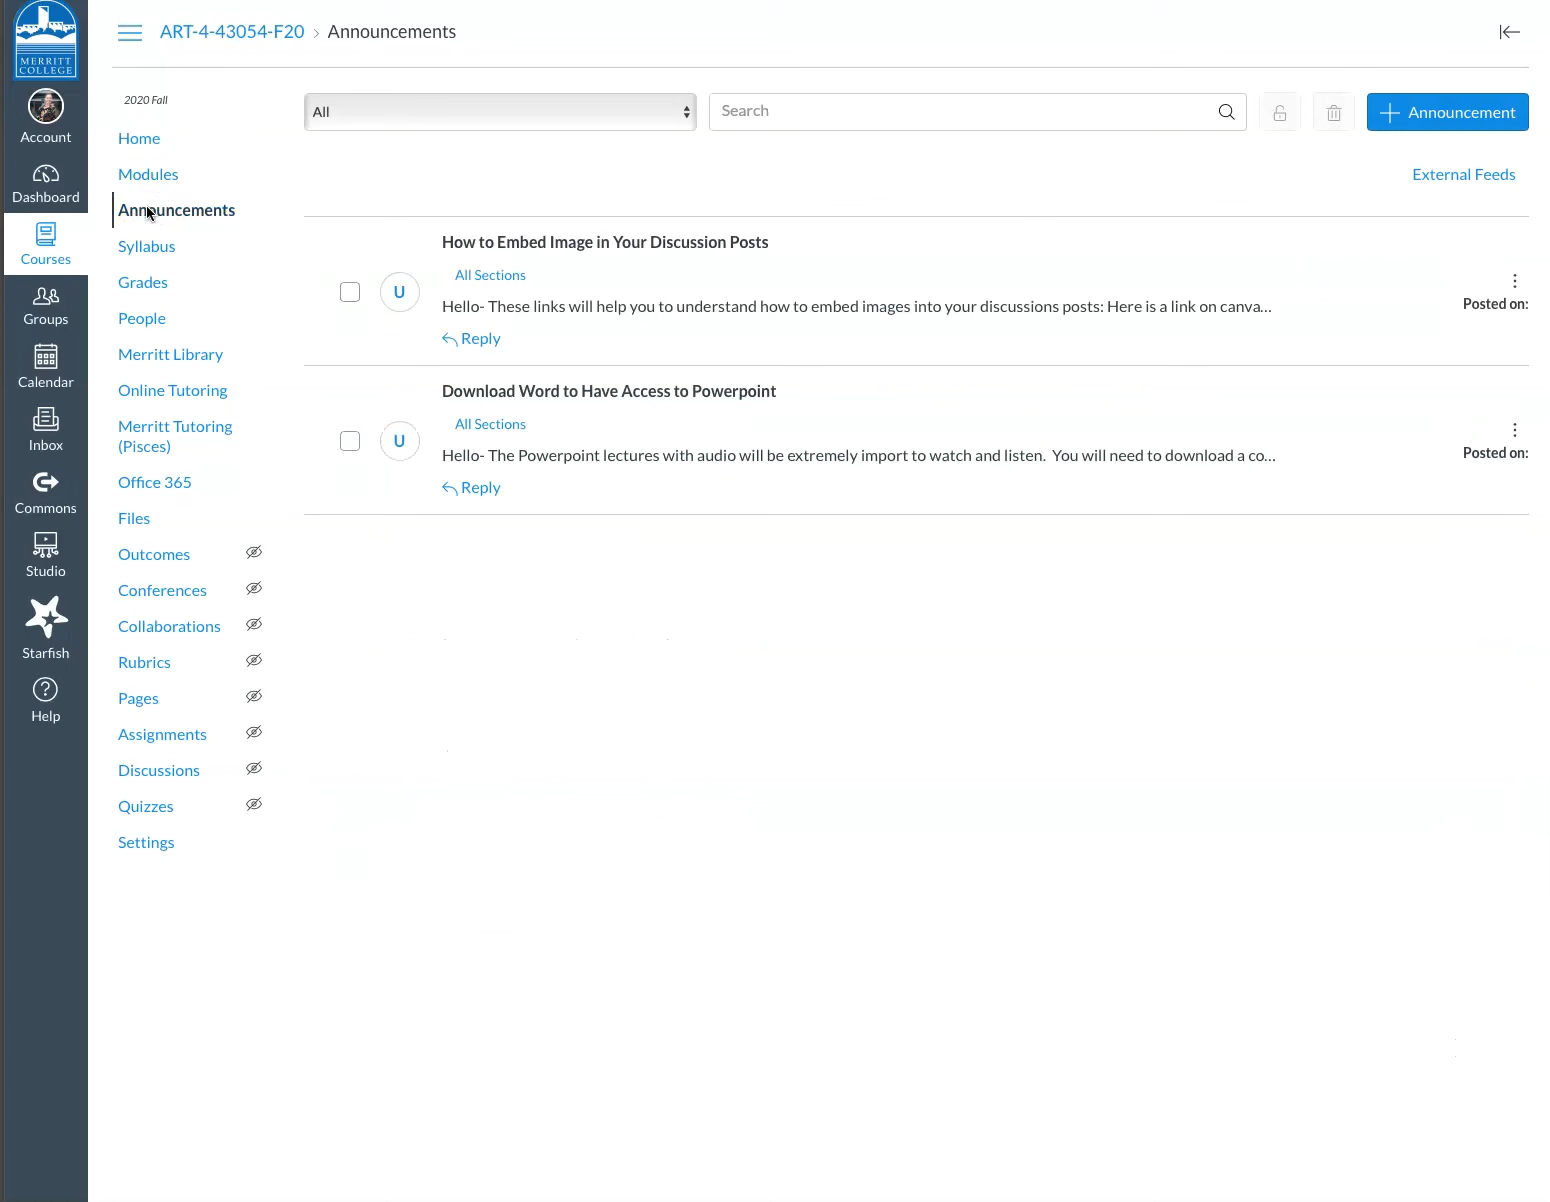 MERRITT
COLLEGE
Account
Dashboard
Courses
Groups
Calendar
Inbox
Commons
Studio
Starfish
Help
ART-4-43054-F20 › Announcements
2020 Fall
Home
Modules
Announcements
Syllabus
Grades
People
Merritt Library
Online Tutoring
Merritt Tutoring
(Pisces)
Office 365
Files
Outcomes
Conferences
Collaborations
Rubrics
Pages
Assignments
Discussions
Quizzes
Settings
All
Search
Announcement
External Feeds
How to Embed Image in Your Discussion Posts
All Sections
U
Hello- These links will help you to understand how to embed images into your discussions posts: Here is a link on canva...
Posted on:
Reply
Download Word to Have Access to Powerpoint
All Sections
U
Hello- The Powerpoint lectures with audio will be extremely import to watch and listen.  You will need to download a co...
Posted on:
Reply